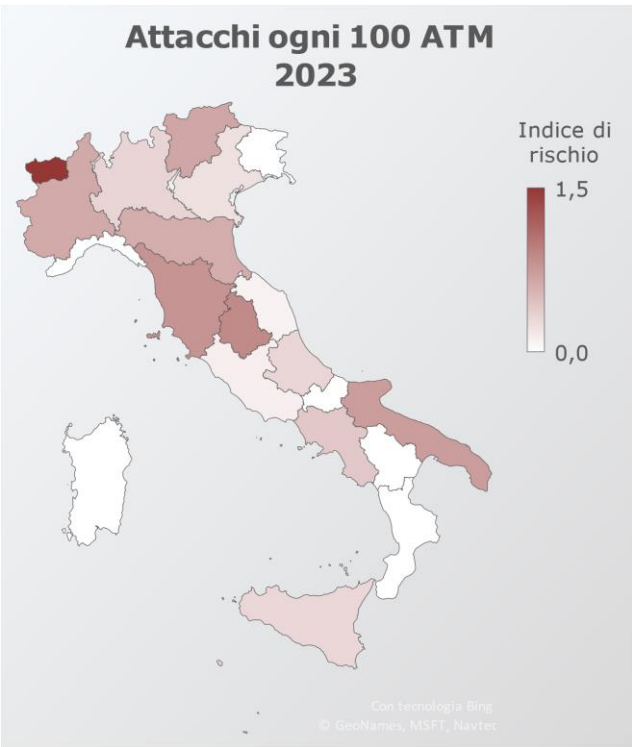 Attacchi ogni 100 ATM
2023
Indice di
rischio
1,5
0,0
Con tecnologia Bing
© GeoNames, MSFT, Navteq